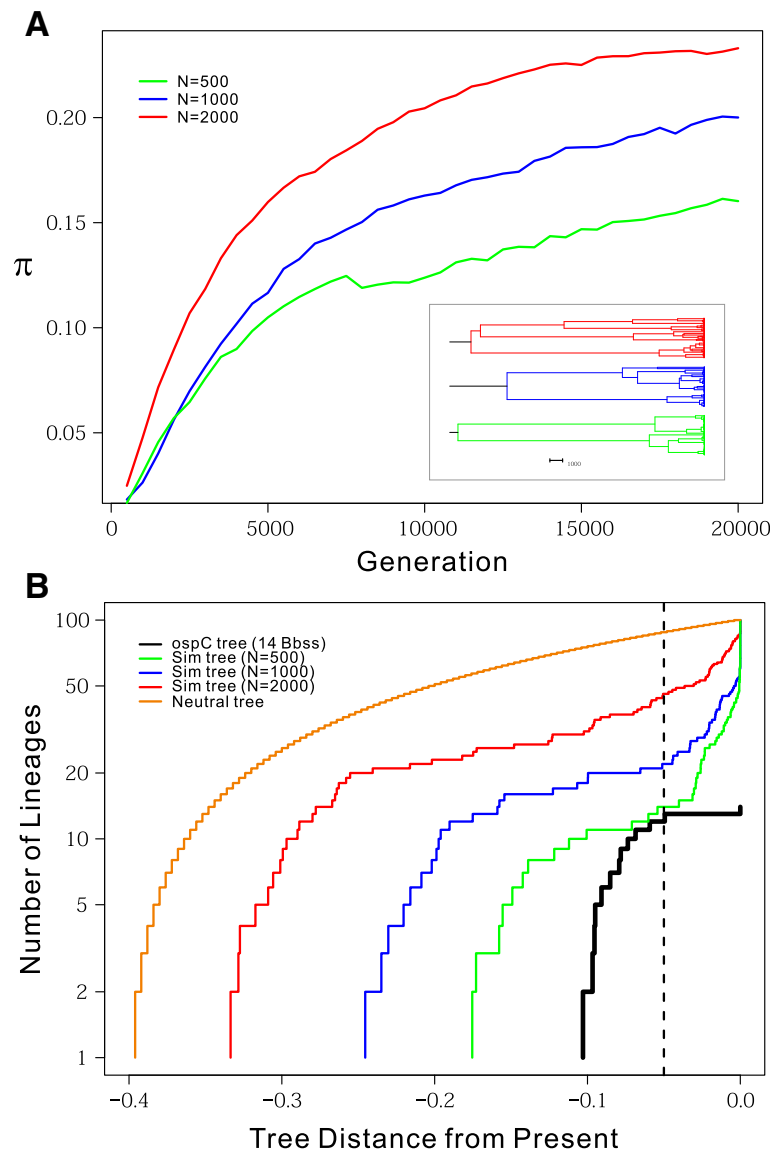 A
N=500
N=1000
N=2000
0.20
0.15
π
0.10
0.05
1000
0 5000 10000 15000 20000
Generation
B
100
ospC tree (14 Bbss)
Sim tree (N=500)
Sim tree (N=1000)
Sim tree (N=2000)
Neutral tree
50
20
10
5
2
1
Number of Lineages
−0.4 −0.3 −0.2 −0.1 0.0
Tree Distance from Present